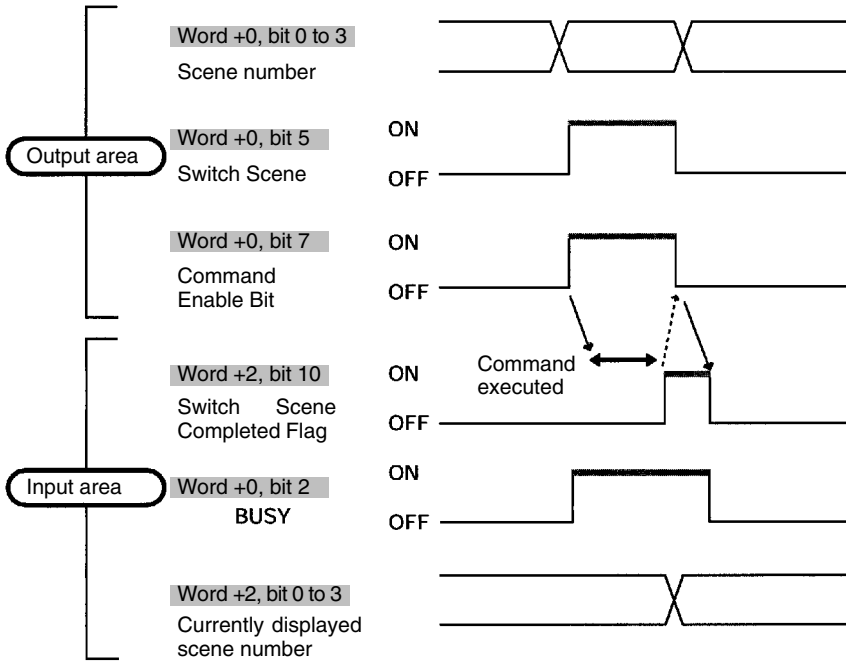 Word +0, bit 0 to 3
Scene number
Output area
Word +0, bit 5
ON
Switch Scene
OFF
Word +0, bit 7
ON
Command
Enable Bit
OFF
Word +2, bit 10
Command
executed
ON
Switch Scene
Completed Flag
OFF
Input area
Word +0, bit 2
ON
BUSY
OFF
Word +2, bit 0 to 3
Currently displayed
scene number